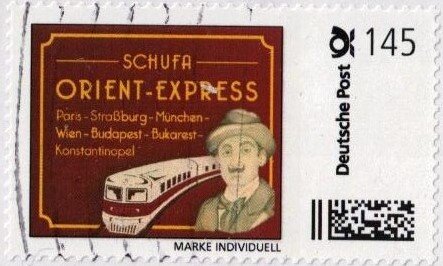 SCHUFA
ORIENT-EXPRESS
Paris - Straßburg - München -
Wien - Budapest - Bukarest -
Konstantinopel
MARKE INDIVIDUELL
Deutsche Post
145